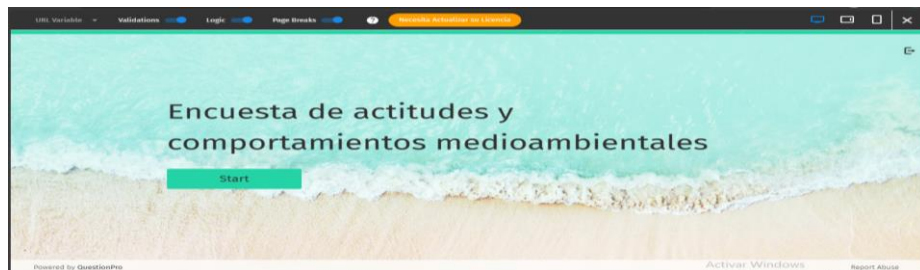 URL Variable Validations Logic Page Breaks ? Necesita Actualizar su Licencia
Encuesta de actitudes y
comportamientos medioambientales
Start
Activar Windows
Powered by QuestionPro Report Abuse